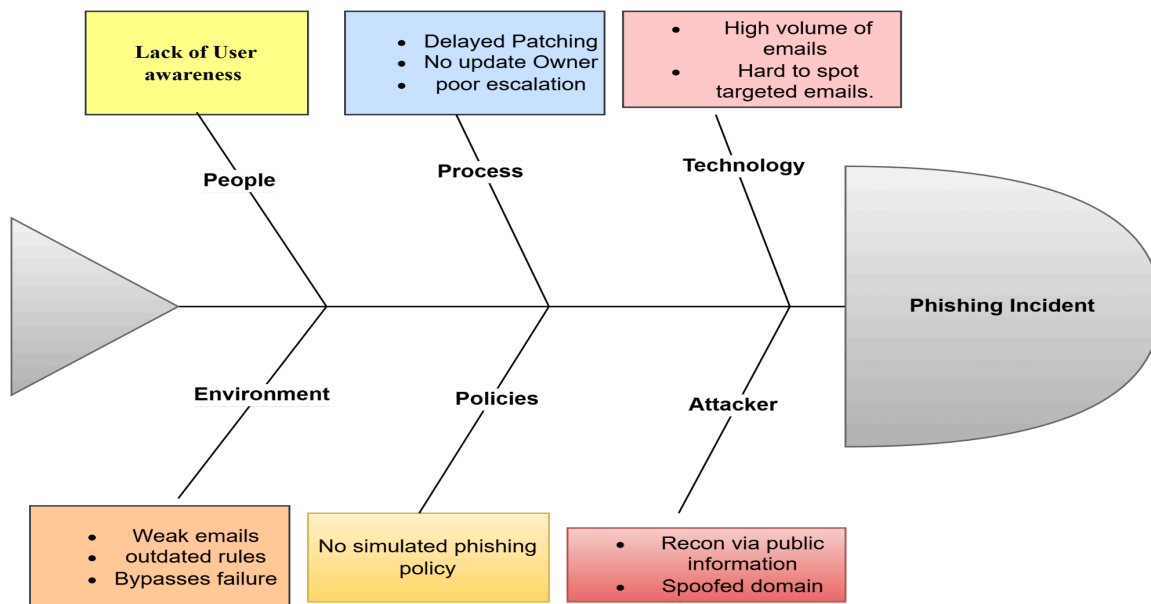 Lack of User
awareness
• Delayed Patching
• No update Owner
• poor escalation
• High volume of
emails
• Hard to spot
targeted emails.
People
Process
Technology
Phishing Incident
Environment
Policies
Attacker
• Weak emails
• outdated rules
• Bypasses failure
No simulated phishing
policy
• Recon via public
information
• Spoofed domain